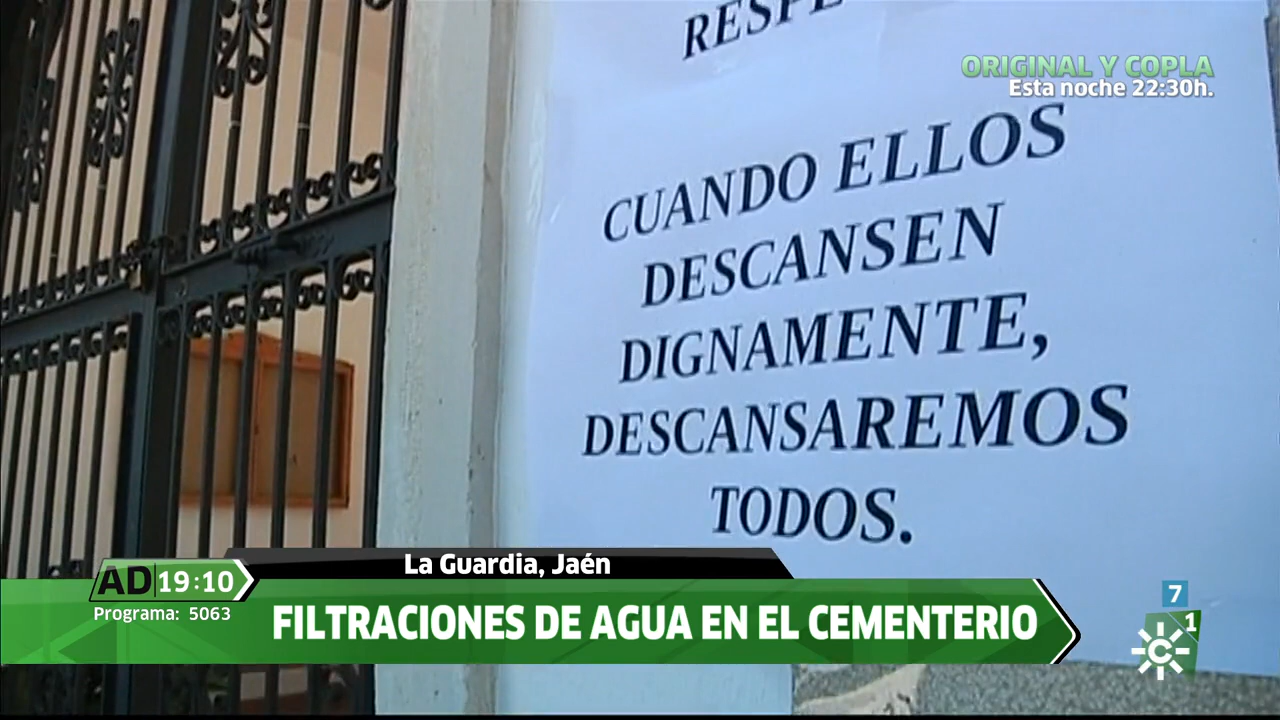 ORIGINAL Y COPLA
Esta noche 22:30h.
CUANDO ELLOS
DESCANSEN
DIGNAMENTE,
DESCANSAREMOS
TODOS.
La Guardia, Jaén
AD 19:10
Programa: 5063
FILTRACIONES DE AGUA EN EL CEMENTERIO
7
1
C